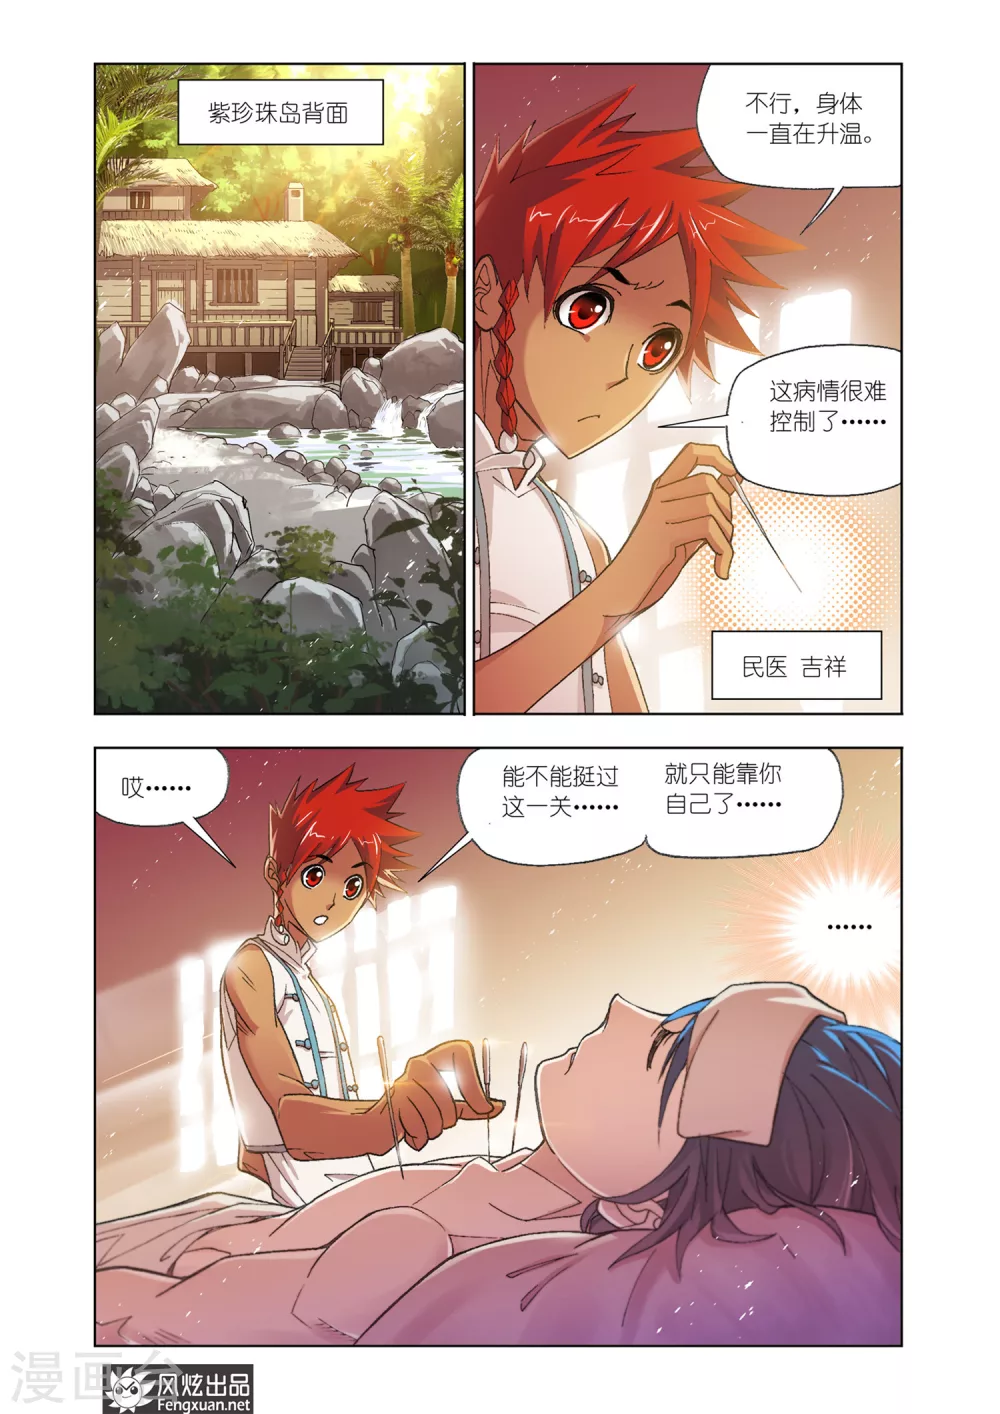 紫珍珠岛背面
不行，身体
一直在升温。
这病情很难
控制了······
民医 吉祥
哎······
能不能挺过
这一关······
就只能靠你
自己了······
······
漫画台
风炫出品
Fengxuan.net